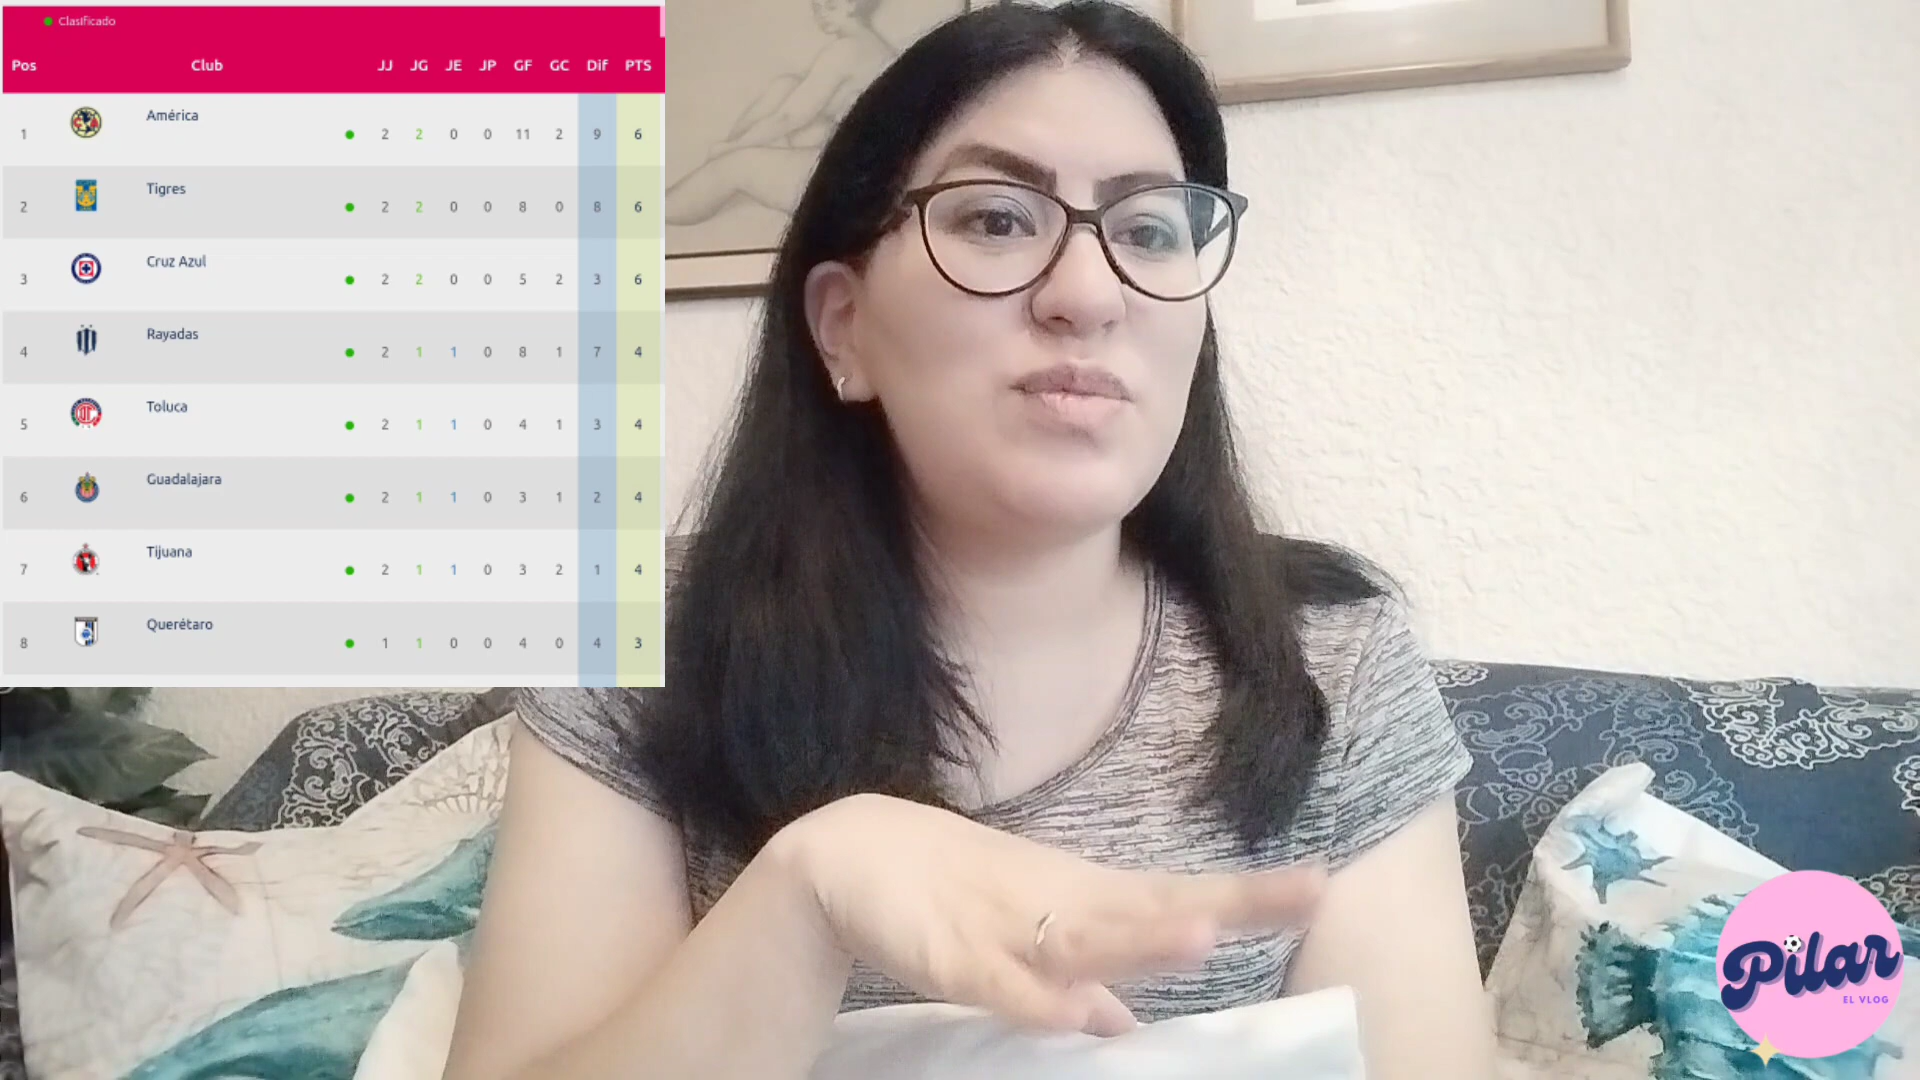 Clasificado
Pos Club JJ JG JE JP GF GC Dif PTS
1 América 2 2 0 0 11 2 9 6
2 Tigres 2 2 0 0 8 0 8 6
3 Cruz Azul 2 2 0 0 5 2 3 6
4 Rayadas 2 1 1 0 8 1 7 4
5 Toluca 2 1 1 0 4 1 3 4
6 Guadalajara 2 1 1 0 3 1 2 4
7 Tijuana 2 1 1 0 3 2 1 4
8 Querétaro 1 1 0 0 4 0 4 3
Pilar
EL VLOG